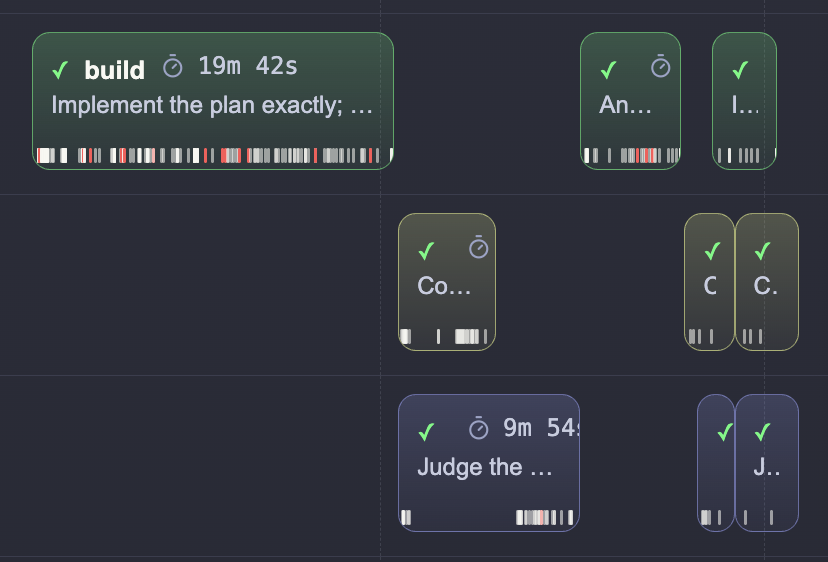 ✓ build 19m 42s
Implement the plan exactly; …
✓
An…
✓
I…
✓
Co…
✓
C
✓
C.
✓ 9m 54s
Judge the …
✓
✓
J..